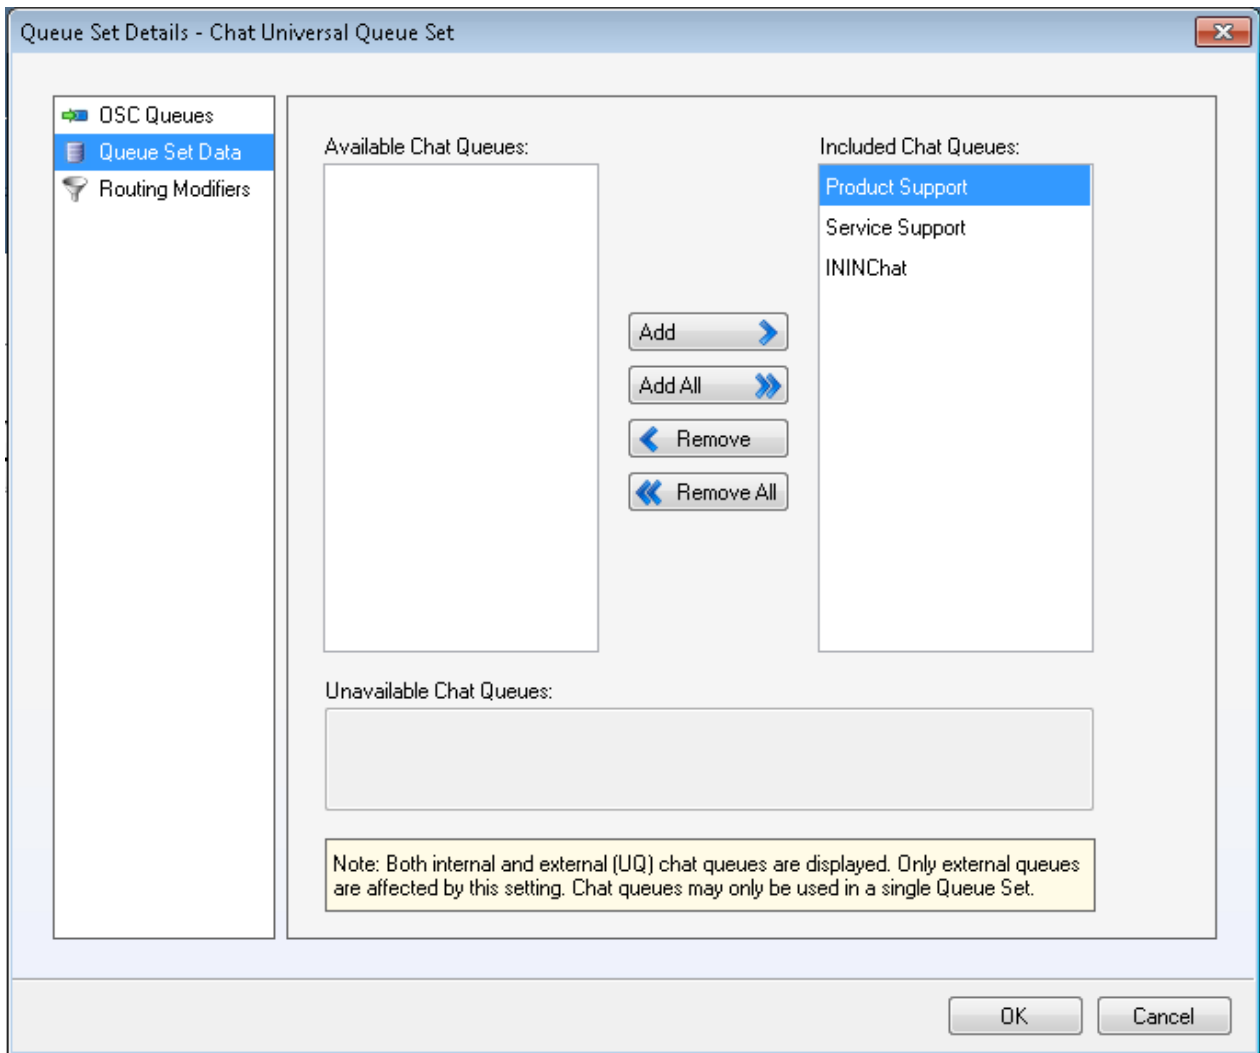 Queue Set Details - Chat Universal Queue Set
OSC Queues
Queue Set Data
Routing Modifiers
Available Chat Queues:
Included Chat Queues:
Product Support
Service Support
ININChat
Add
Add All
Remove
Remove All
Unavailable Chat Queues:
Note: Both internal and external (UQ) chat queues are displayed. Only external queues
are affected by this setting. Chat queues may only be used in a single Queue Set.
OK
Cancel